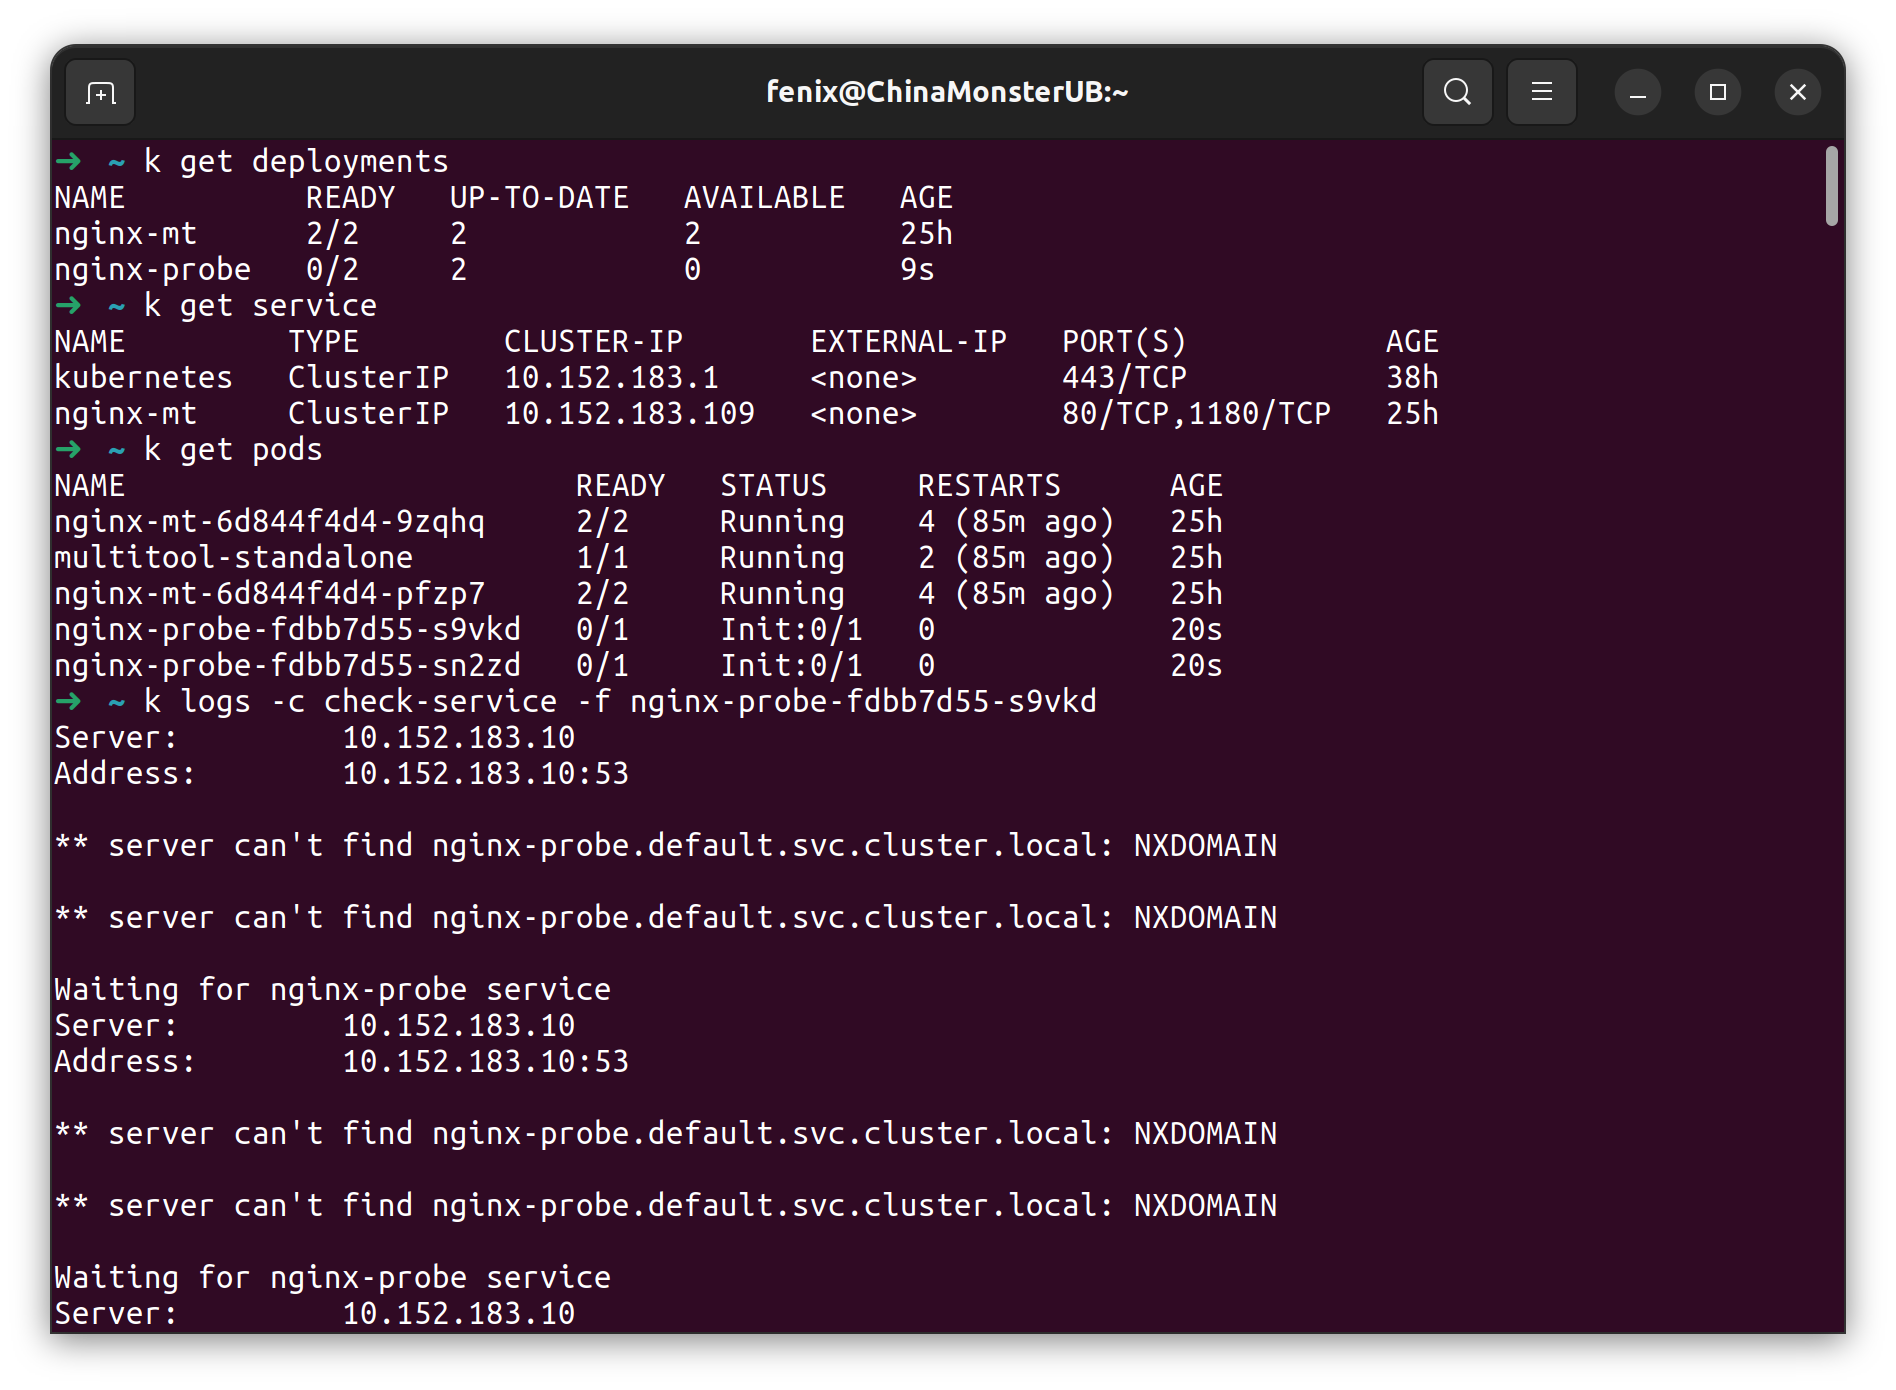 fenix@ChinaMonsterUB:~
➜  ~ k get deployments
NAME          READY   UP-TO-DATE   AVAILABLE   AGE
nginx-mt      2/2     2            2           25h
nginx-probe   0/2     2            0           9s
➜  ~ k get service
NAME         TYPE        CLUSTER-IP       EXTERNAL-IP   PORT(S)           AGE
kubernetes   ClusterIP   10.152.183.1     <none>        443/TCP           38h
nginx-mt     ClusterIP   10.152.183.109   <none>        80/TCP,1180/TCP   25h
➜  ~ k get pods
NAME                         READY   STATUS     RESTARTS      AGE
nginx-mt-6d844f4d4-9zqhq     2/2     Running    4 (85m ago)   25h
multitool-standalone         1/1     Running    2 (85m ago)   25h
nginx-mt-6d844f4d4-pfzp7     2/2     Running    4 (85m ago)   25h
nginx-probe-fdbb7d55-s9vkd   0/1     Init:0/1   0             20s
nginx-probe-fdbb7d55-sn2zd   0/1     Init:0/1   0             20s
➜  ~ k logs -c check-service -f nginx-probe-fdbb7d55-s9vkd
Server:         10.152.183.10
Address:        10.152.183.10:53

** server can't find nginx-probe.default.svc.cluster.local: NXDOMAIN

** server can't find nginx-probe.default.svc.cluster.local: NXDOMAIN

Waiting for nginx-probe service
Server:         10.152.183.10
Address:        10.152.183.10:53

** server can't find nginx-probe.default.svc.cluster.local: NXDOMAIN

** server can't find nginx-probe.default.svc.cluster.local: NXDOMAIN

Waiting for nginx-probe service
Server:         10.152.183.10